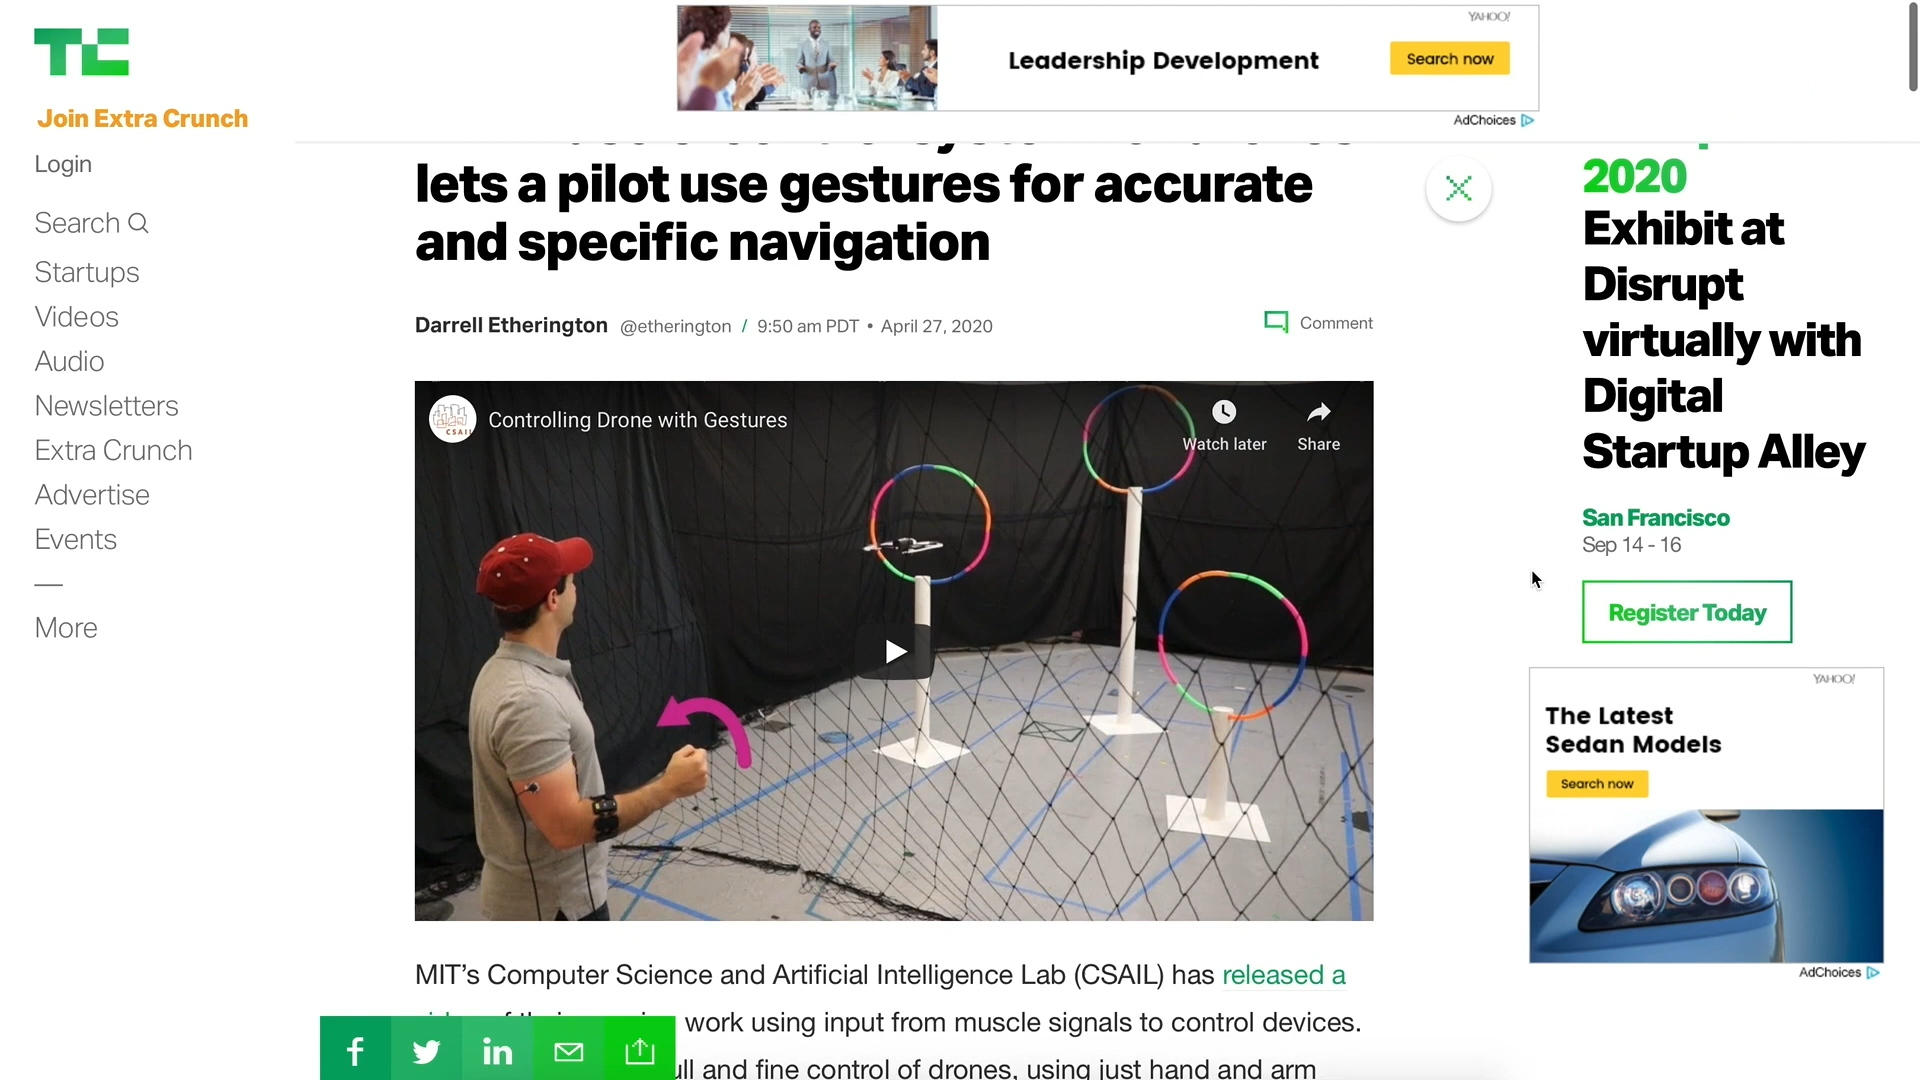 TC
Join Extra Crunch
Login
Search
Startups
Videos
Audio
Newsletters
Extra Crunch
Advertise
Events
More
YAHOO!
Leadership Development
Search now
AdChoices
lets a pilot use gestures for accurate
and specific navigation
Darrell Etherington @etherington / 9:50 am PDT • April 27, 2020
Comment
CSAIL
Controlling Drone with Gestures
Watch later
Share
MIT’s Computer Science and Artificial Intelligence Lab (CSAIL) has released a
work using input from muscle signals to control devices.
and fine control of drones, using just hand and arm
2020
Exhibit at
Disrupt
virtually with
Digital
Startup Alley
San Francisco
Sep 14 - 16
Register Today
YAHOO!
The Latest
Sedan Models
Search now
AdChoices